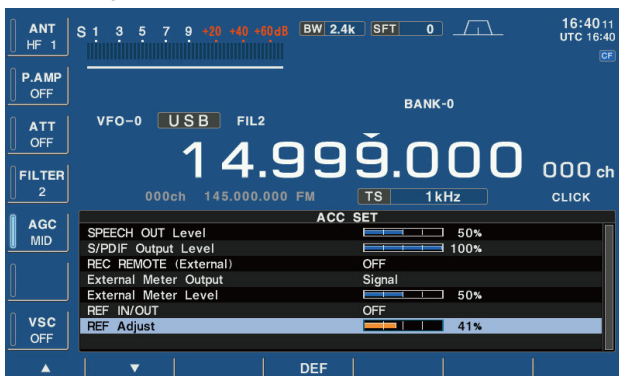 ANT
HF 1
S 1 3 5 7 9 +20 +40 +60dB
BW 2.4k SFT 0
16:40 11
UTC 16:40
CF
P.AMP
OFF
BANK-0
VFO-0 USB FIL2
ATT
OFF
14.999.000 000 ch
FILTER
2
000ch 145.000.000 FM TS 1kHz CLICK
AGC
MID
ACC SET
SPEECH OUT Level 50%
S/PDIF Output Level 100%
REC REMOTE (External) OFF
External Meter Output Signal
External Meter Level 50%
REF IN/OUT OFF
REF Adjust 41%
VSC
OFF
▲ ▼ DEF